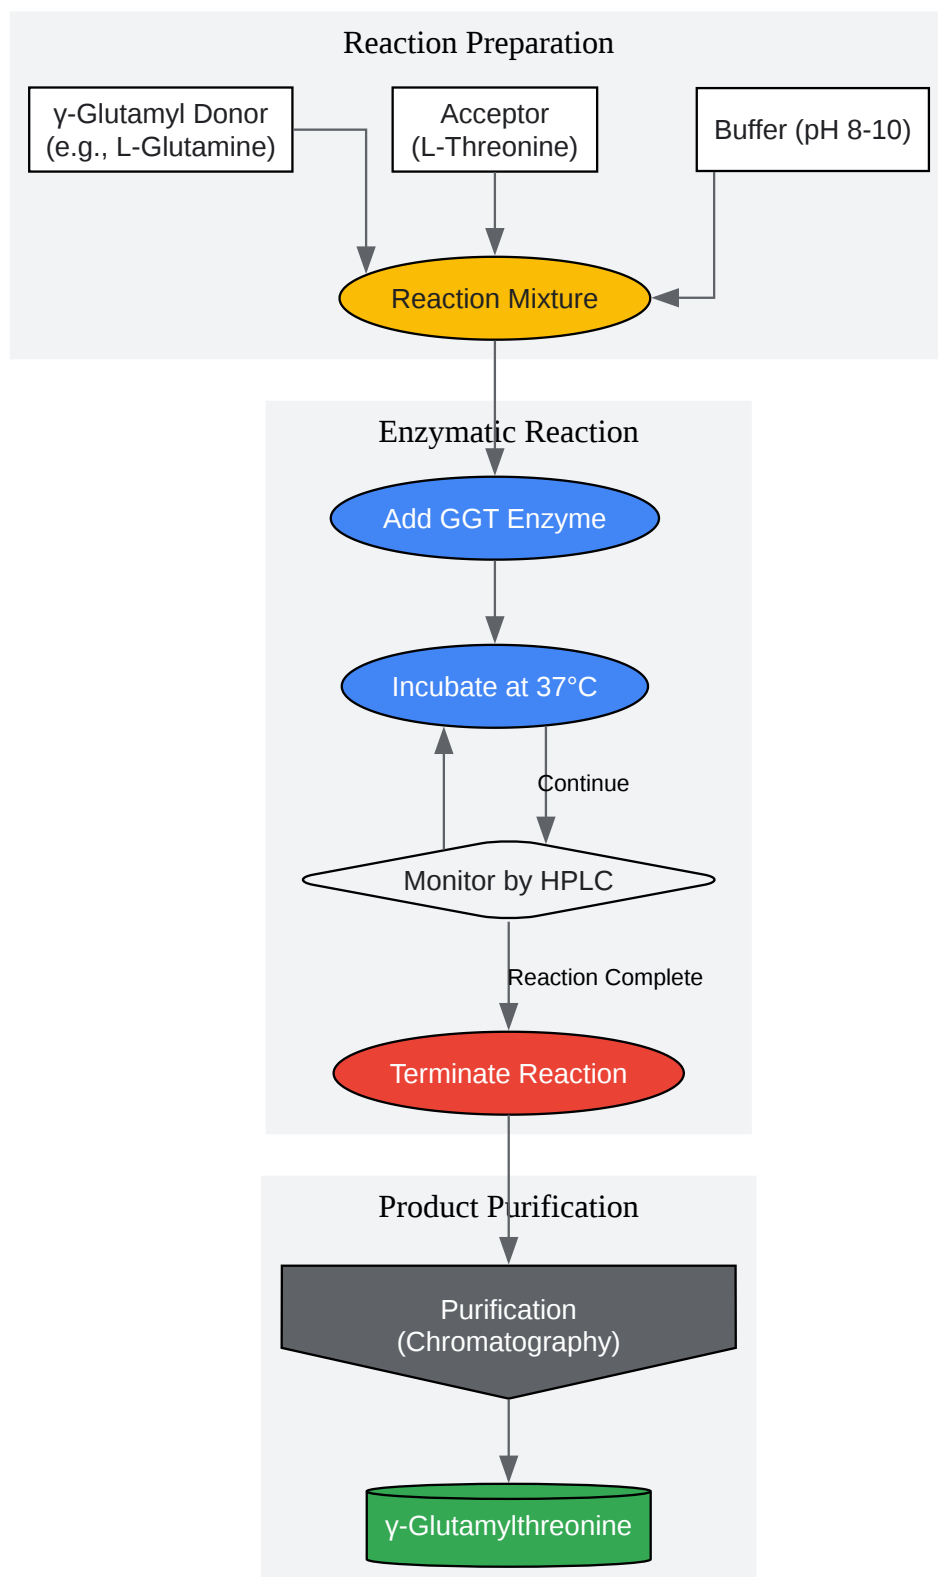 Reaction Preparation
γ-Glutamyl Donor
(e.g., L-Glutamine)
Acceptor
(L-Threonine)
Buffer (pH 8-10)
Reaction Mixture
Enzymatic Reaction
Add GGT Enzyme
Incubate at 37°C
Continue
Monitor by HPLC
Reaction Complete
Terminate Reaction
Product Purification
Purification
(Chromatography)
γ-Glutamylthreonine